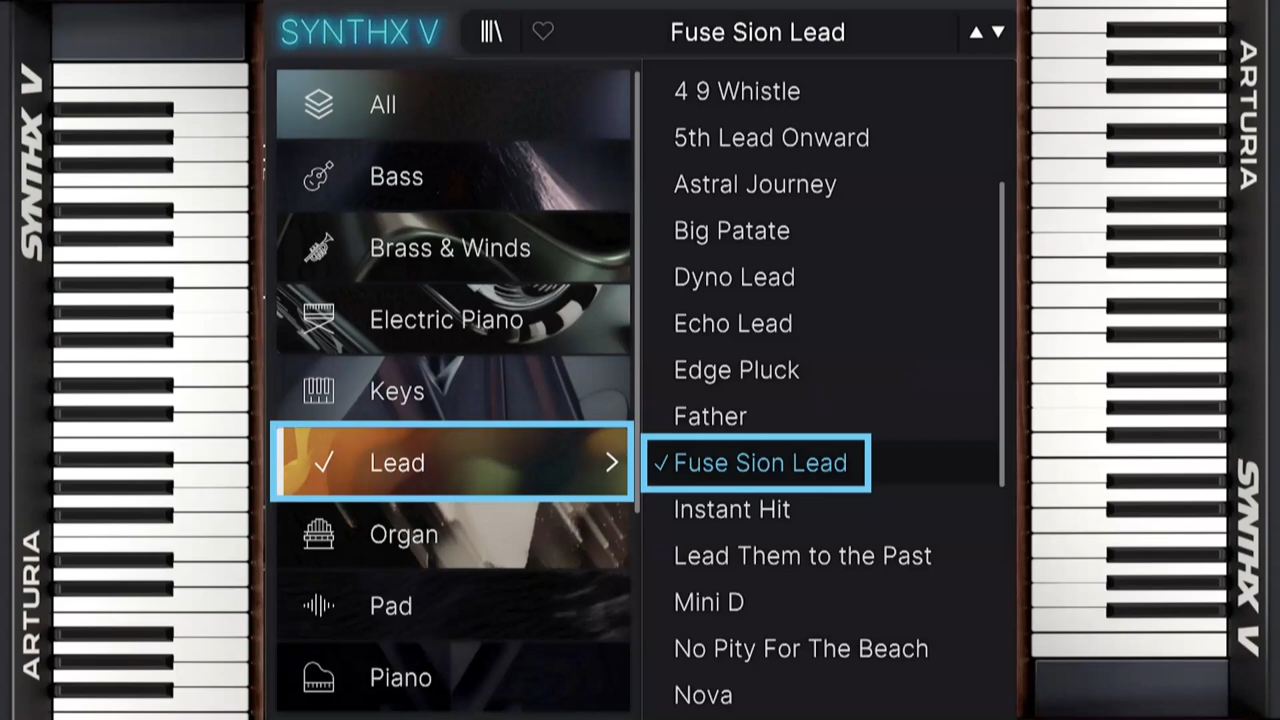 SYNTHX V
Fuse Sion Lead
All
Bass
Brass & Winds
Electric Piano
Keys
Lead
Organ
Pad
Piano
4 9 Whistle
5th Lead Onward
Astral Journey
Big Patate
Dyno Lead
Echo Lead
Edge Pluck
Father
Fuse Sion Lead
Instant Hit
Lead Them to the Past
Mini D
No Pity For The Beach
Nova
SYNTHX V
ARTURIA
ARTURIA
SYNTHX V